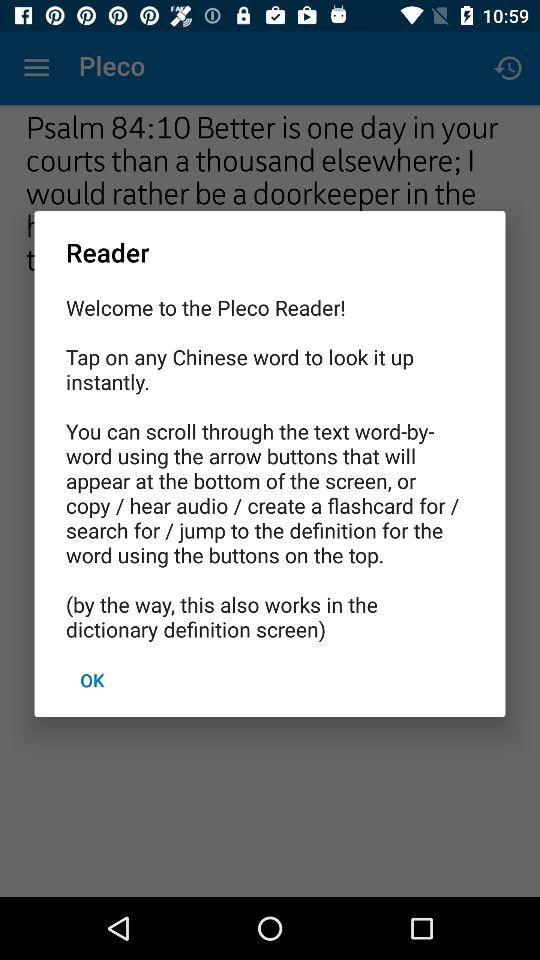 10:59
Pleco
Psalm 84:10 Better is one day in your
courts than a thousand elsewhere; I
would rather be a doorkeeper in the
Reader
Welcome to the Pleco Reader!
Tap on any Chinese word to look it up
instantly.
You can scroll through the text word-by-
word using the arrow buttons that will
appear at the bottom of the screen, or
copy / hear audio / create a flashcard for /
search for / jump to the definition for the
word using the buttons on the top.
(by the way, this also works in the
dictionary definition screen)
OK